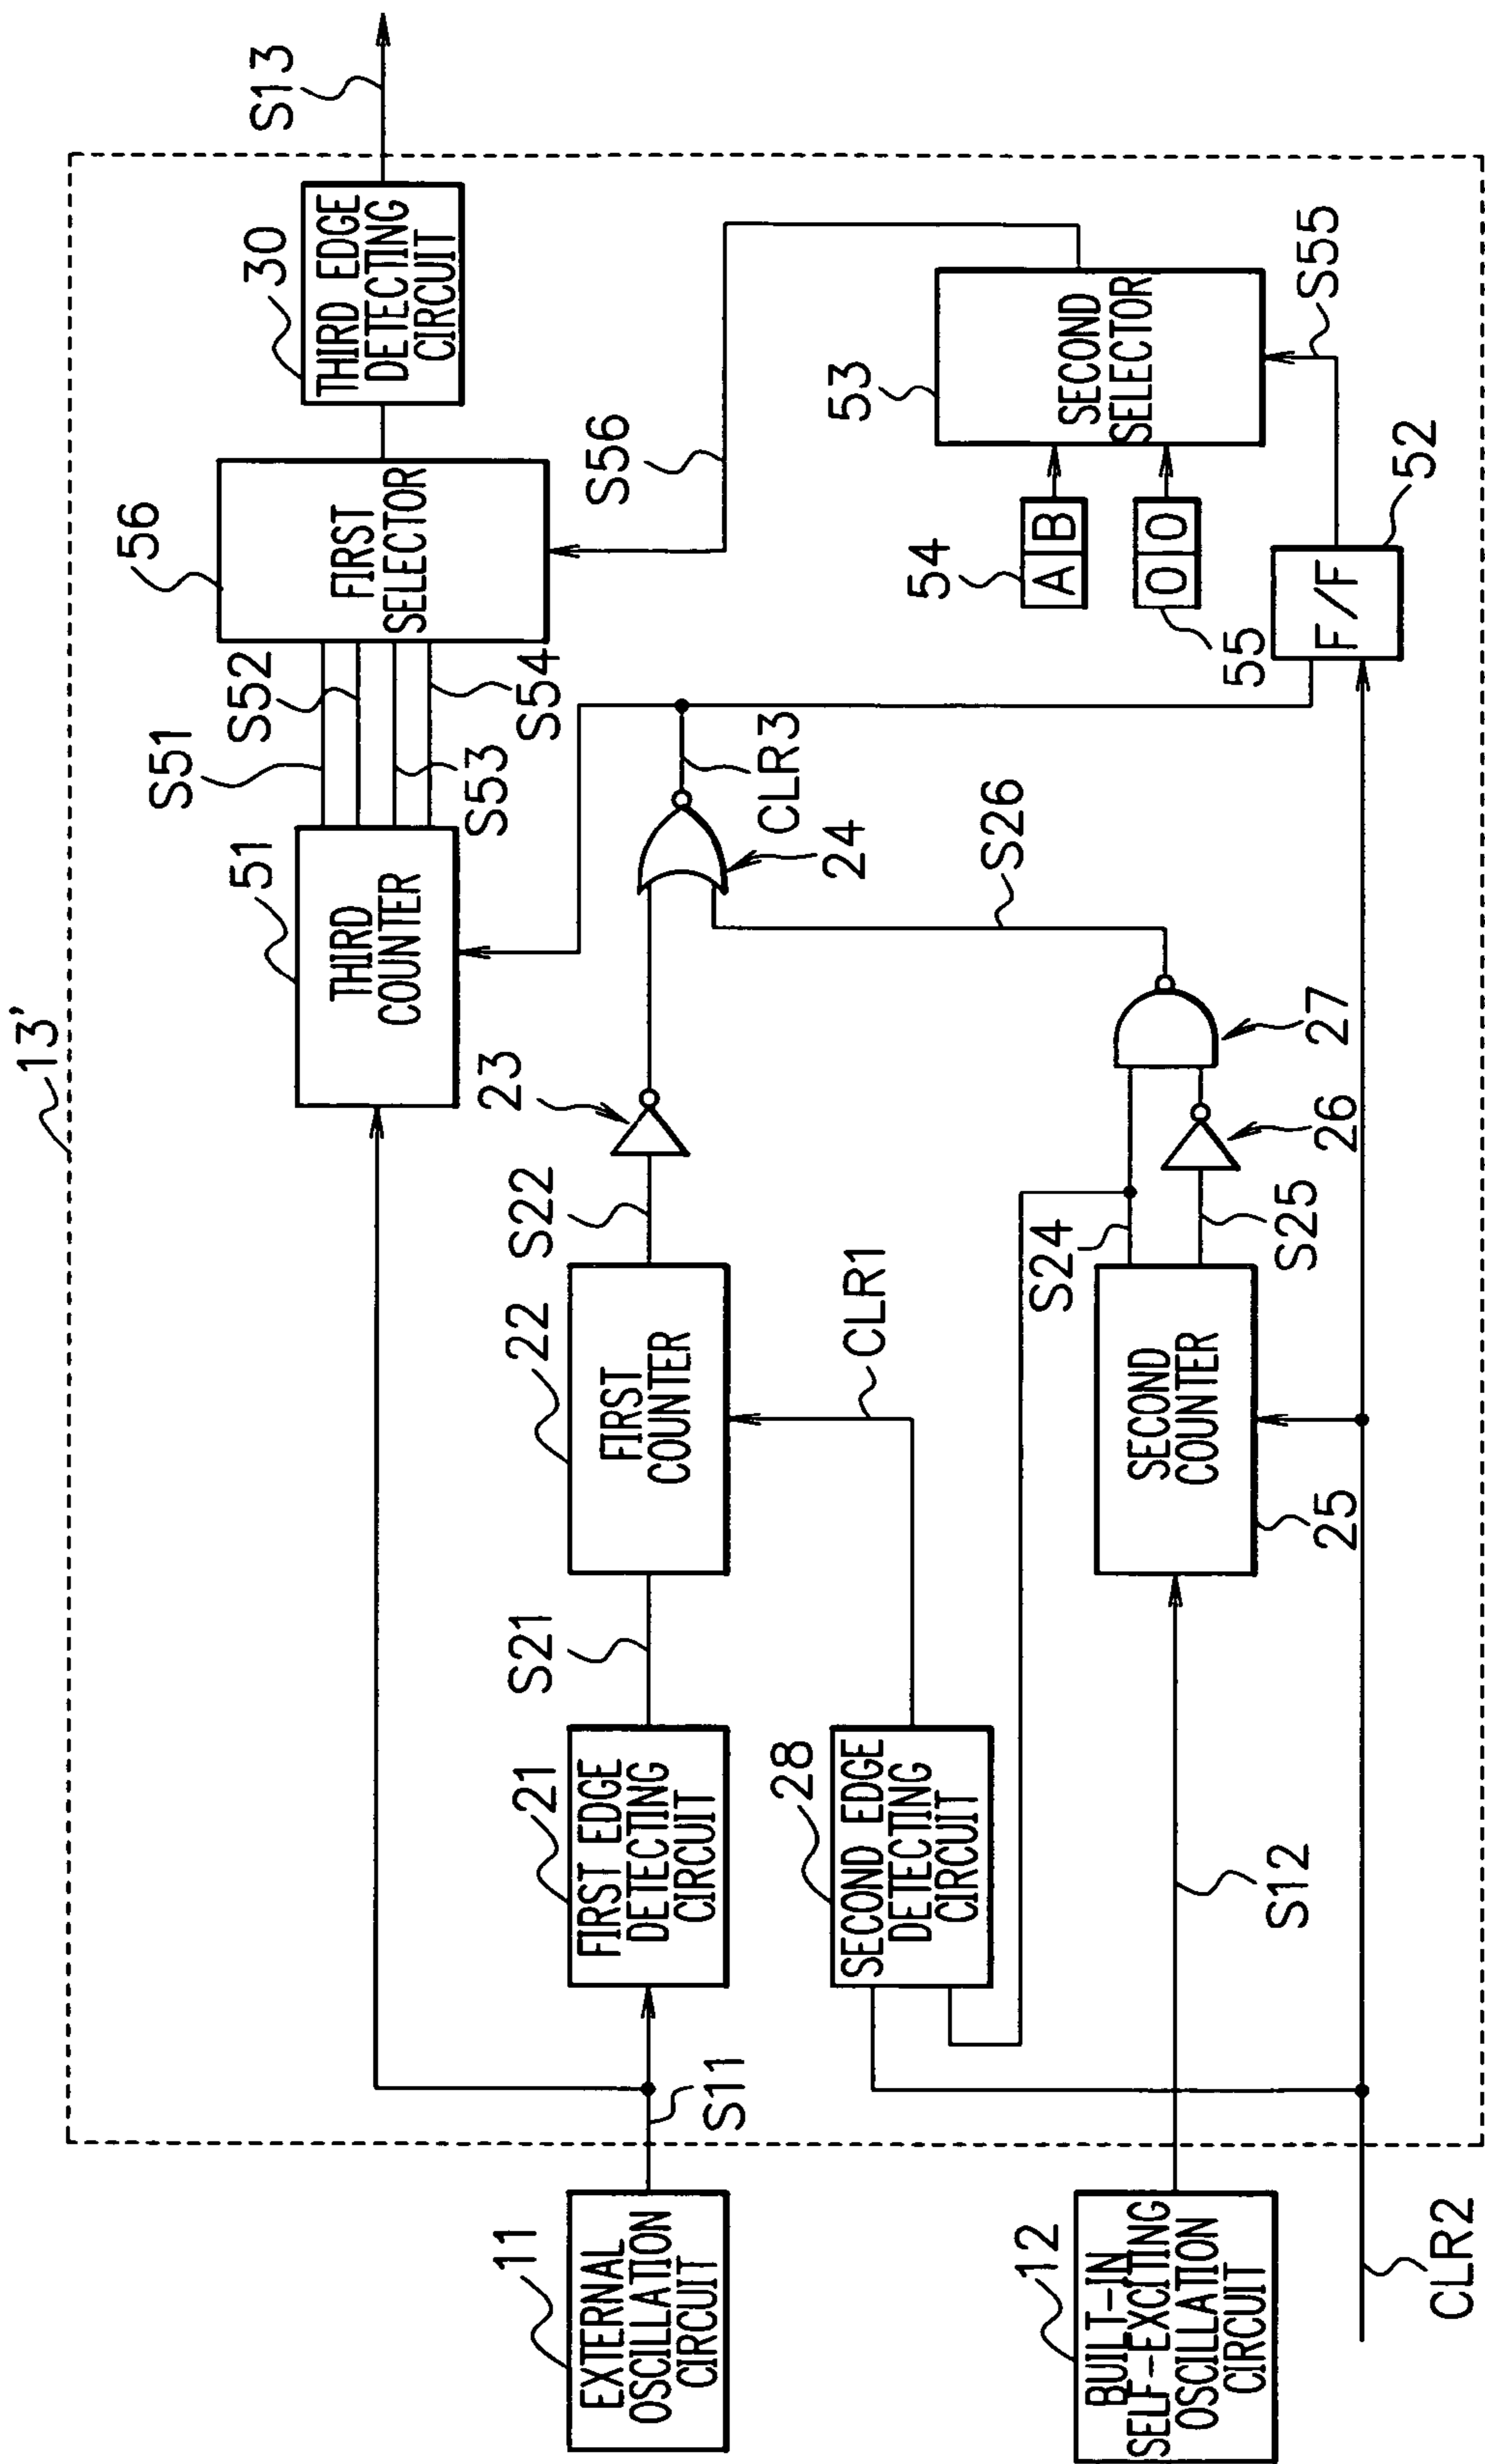 13'
EXTERNAL
OSCILLATION
CIRCUIT
11
S11
FIRST EDGE
DETECTING
CIRCUIT
21
S21
FIRST
COUNTER
22
S22
23
THIRD
COUNTER
51
S51
S52
S53
S54
FIRST
SELECTOR
56
THIRD EDGE
DETECTING
CIRCUIT
30
S13
SECOND EDGE
DETECTING
CIRCUIT
28
CLR1
CLR3
24
S26
S56
BUILT-IN
SELF-EXCITING
OSCILLATION
CIRCUIT
12
S12
SECOND
COUNTER
25
S24
S25
26
27
54
A B
55
0 0
SECOND
SELECTOR
53
S55
F/F
52
CLR2